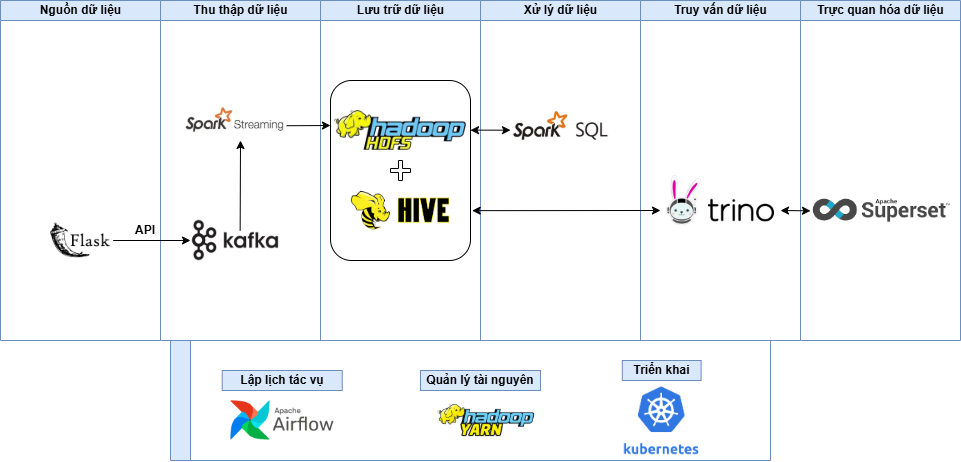 Nguồn dữ liệu
Thu thập dữ liệu
Lưu trữ dữ liệu
Xử lý dữ liệu
Truy vấn dữ liệu
Trực quan hóa dữ liệu
Spark Streaming
hadoop
HDFS
Spark SQL
HIVE
trino
Apache
Superset™
Flask
API
kafka
Lập lịch tác vụ
Quản lý tài nguyên
Triển khai
APACHE
Airflow
hadoop
YARN
kubernetes